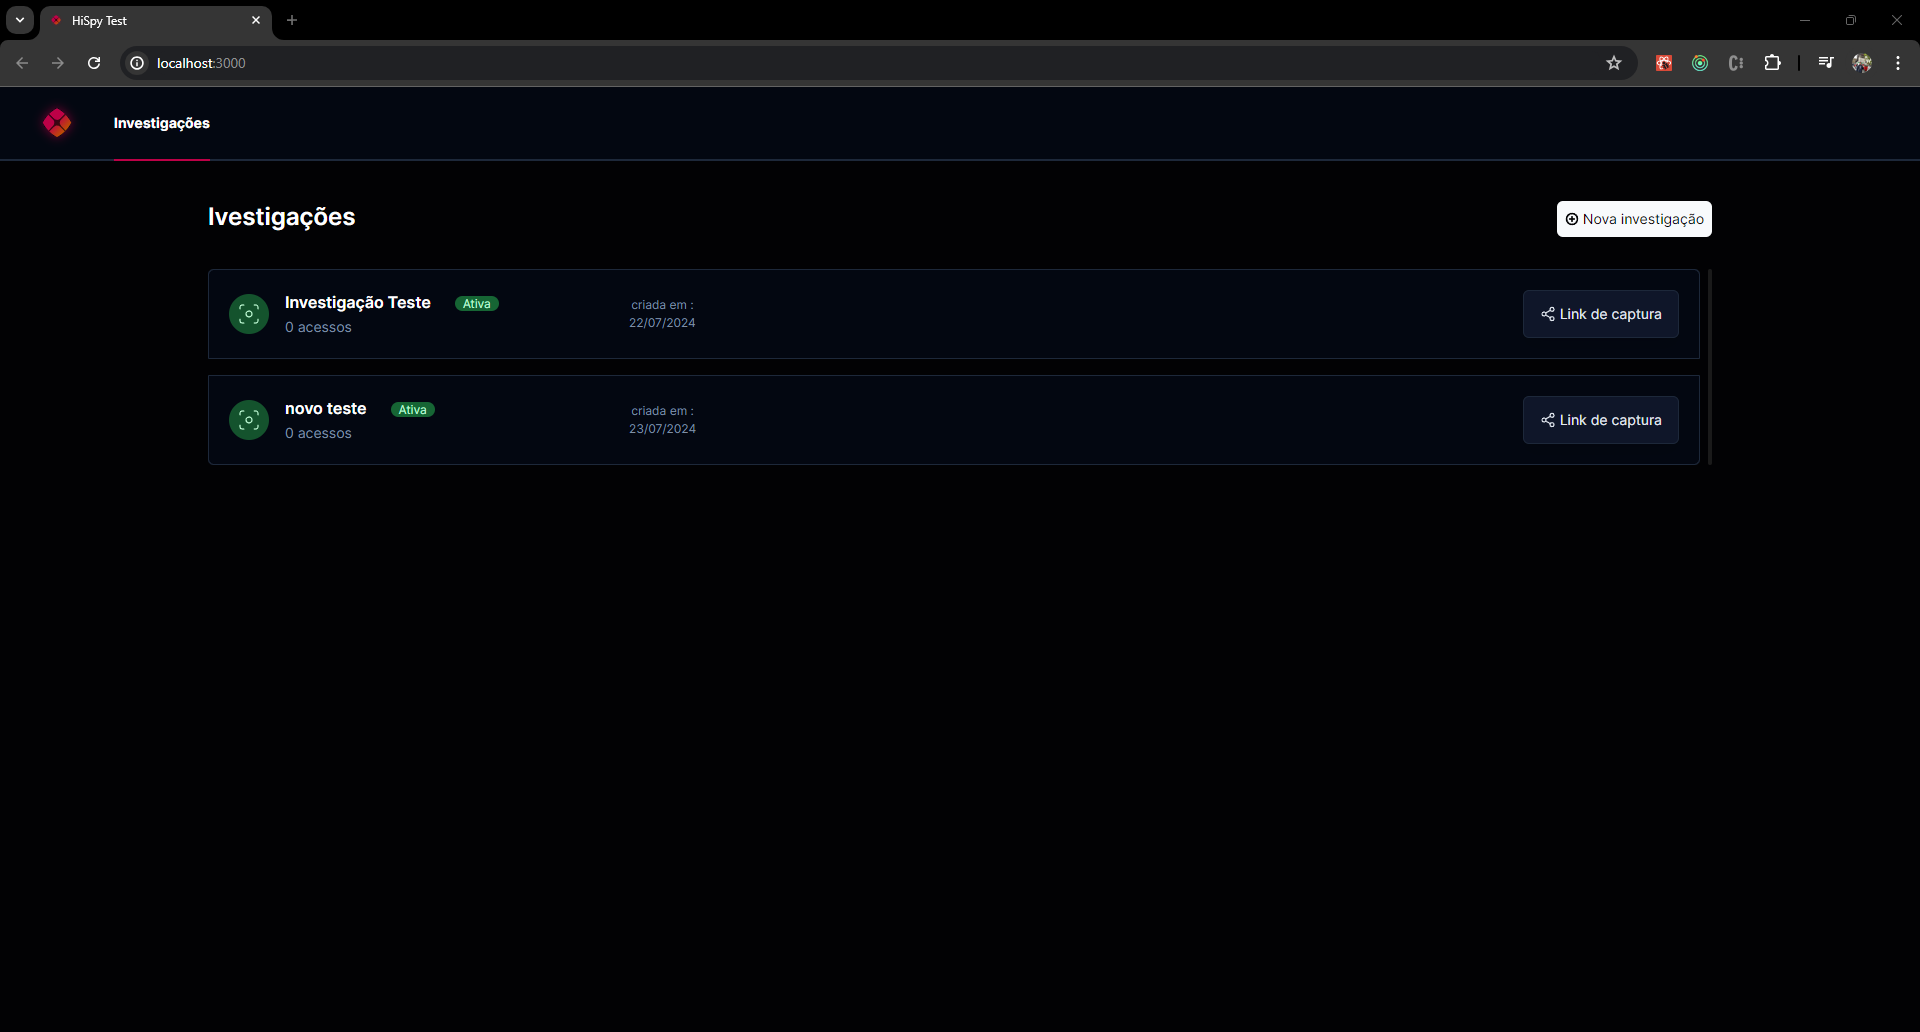 HiSpy Test
localhost:3000
Investigações
Ivestigações
Nova investigação
Investigação Teste
Ativa
0 acessos
criada em :
22/07/2024
Link de captura
novo teste
Ativa
0 acessos
criada em :
23/07/2024
Link de captura